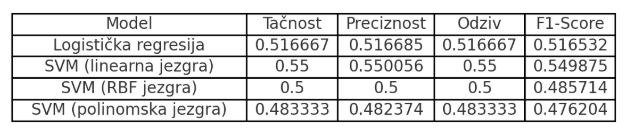 Model Tačnost Preciznost Odziv F1-Score
Logistička regresija 0.516667 0.516685 0.516667 0.516532
SVM (linearna jezgra) 0.55 0.550056 0.55 0.549875
SVM (RBF jezgra) 0.5 0.5 0.5 0.485714
SVM (polinomska jezgra) 0.483333 0.482374 0.483333 0.476204